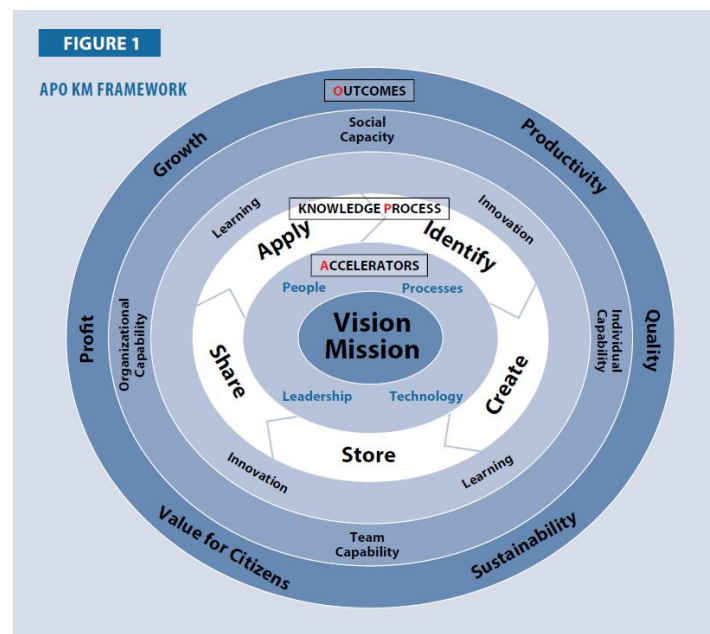 FIGURE 1
APO KM FRAMEWORK
OUTCOMES
Growth
Productivity
Social
Capacity
Learning
KNOWLEDGE PROCESS
Innovation
Apply
Identify
ACCELERATORS
People
Processes
Profit
Organizational
Capability
Vision
Mission
Individual
Capability
Quality
Share
Create
Leadership
Technology
Store
Innovation
Learning
Value for Citizens
Team
Capability
Sustainability